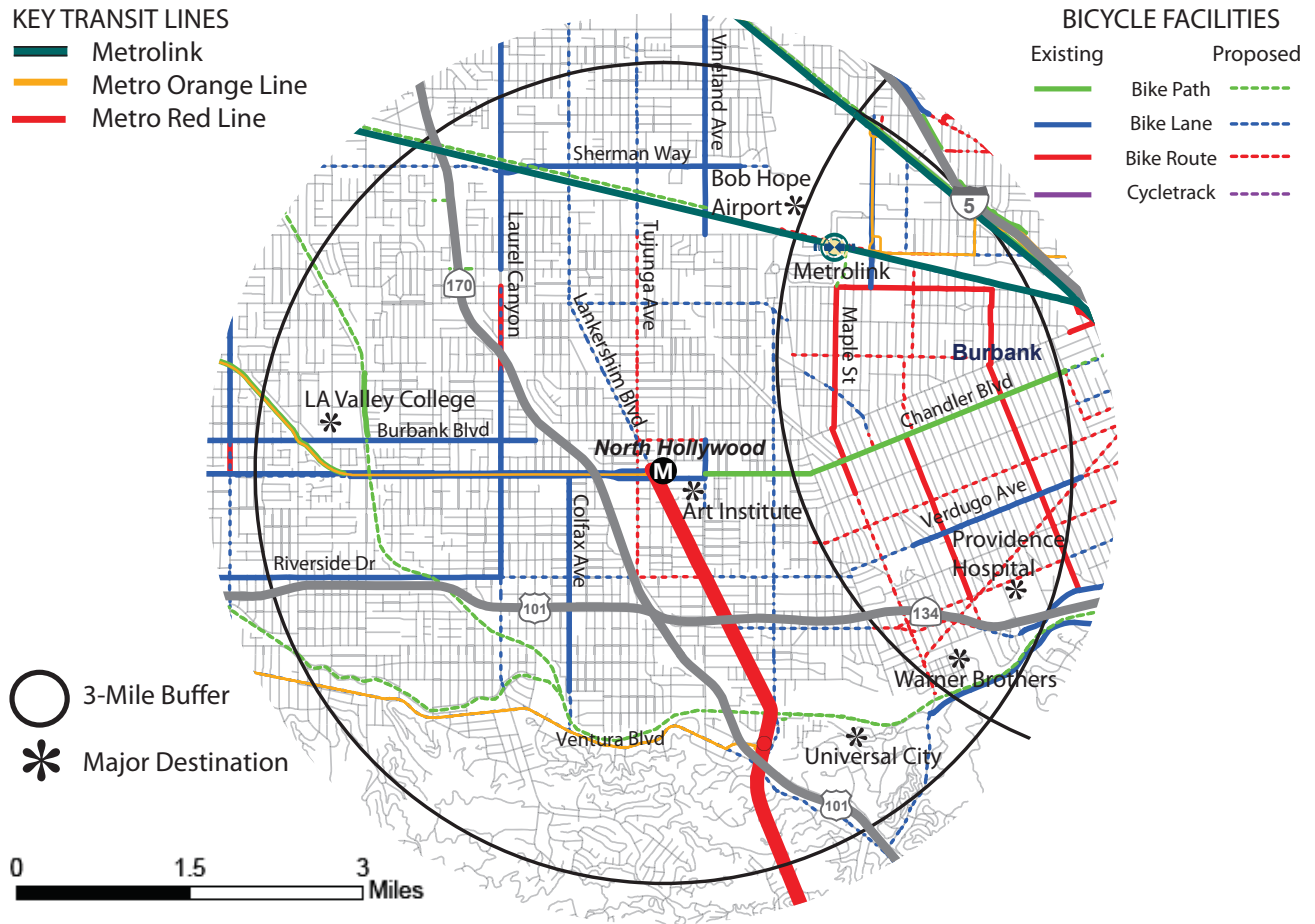 KEY TRANSIT LINES
Metrolink
Metro Orange Line
Metro Red Line
BICYCLE FACILITIES
Existing
Proposed
Bike Path
Bike Lane
Bike Route
Cycletrack
Vineland Ave
Sherman Way
Bob Hope
Airport
5
Metrolink
Laurel Canyon
Tujunga Ave
170
Lankershim Blvd
Maple St
Burbank
Chandler Blvd
LA Valley College
Burbank Blvd
North Hollywood
M
Art Institute
Colfax Ave
Verdugo Ave
Providence
Hospital
Riverside Dr
101
134
Warner Brothers
Ventura Blvd
Universal City
101
3-Mile Buffer
Major Destination
0
1.5
3
Miles